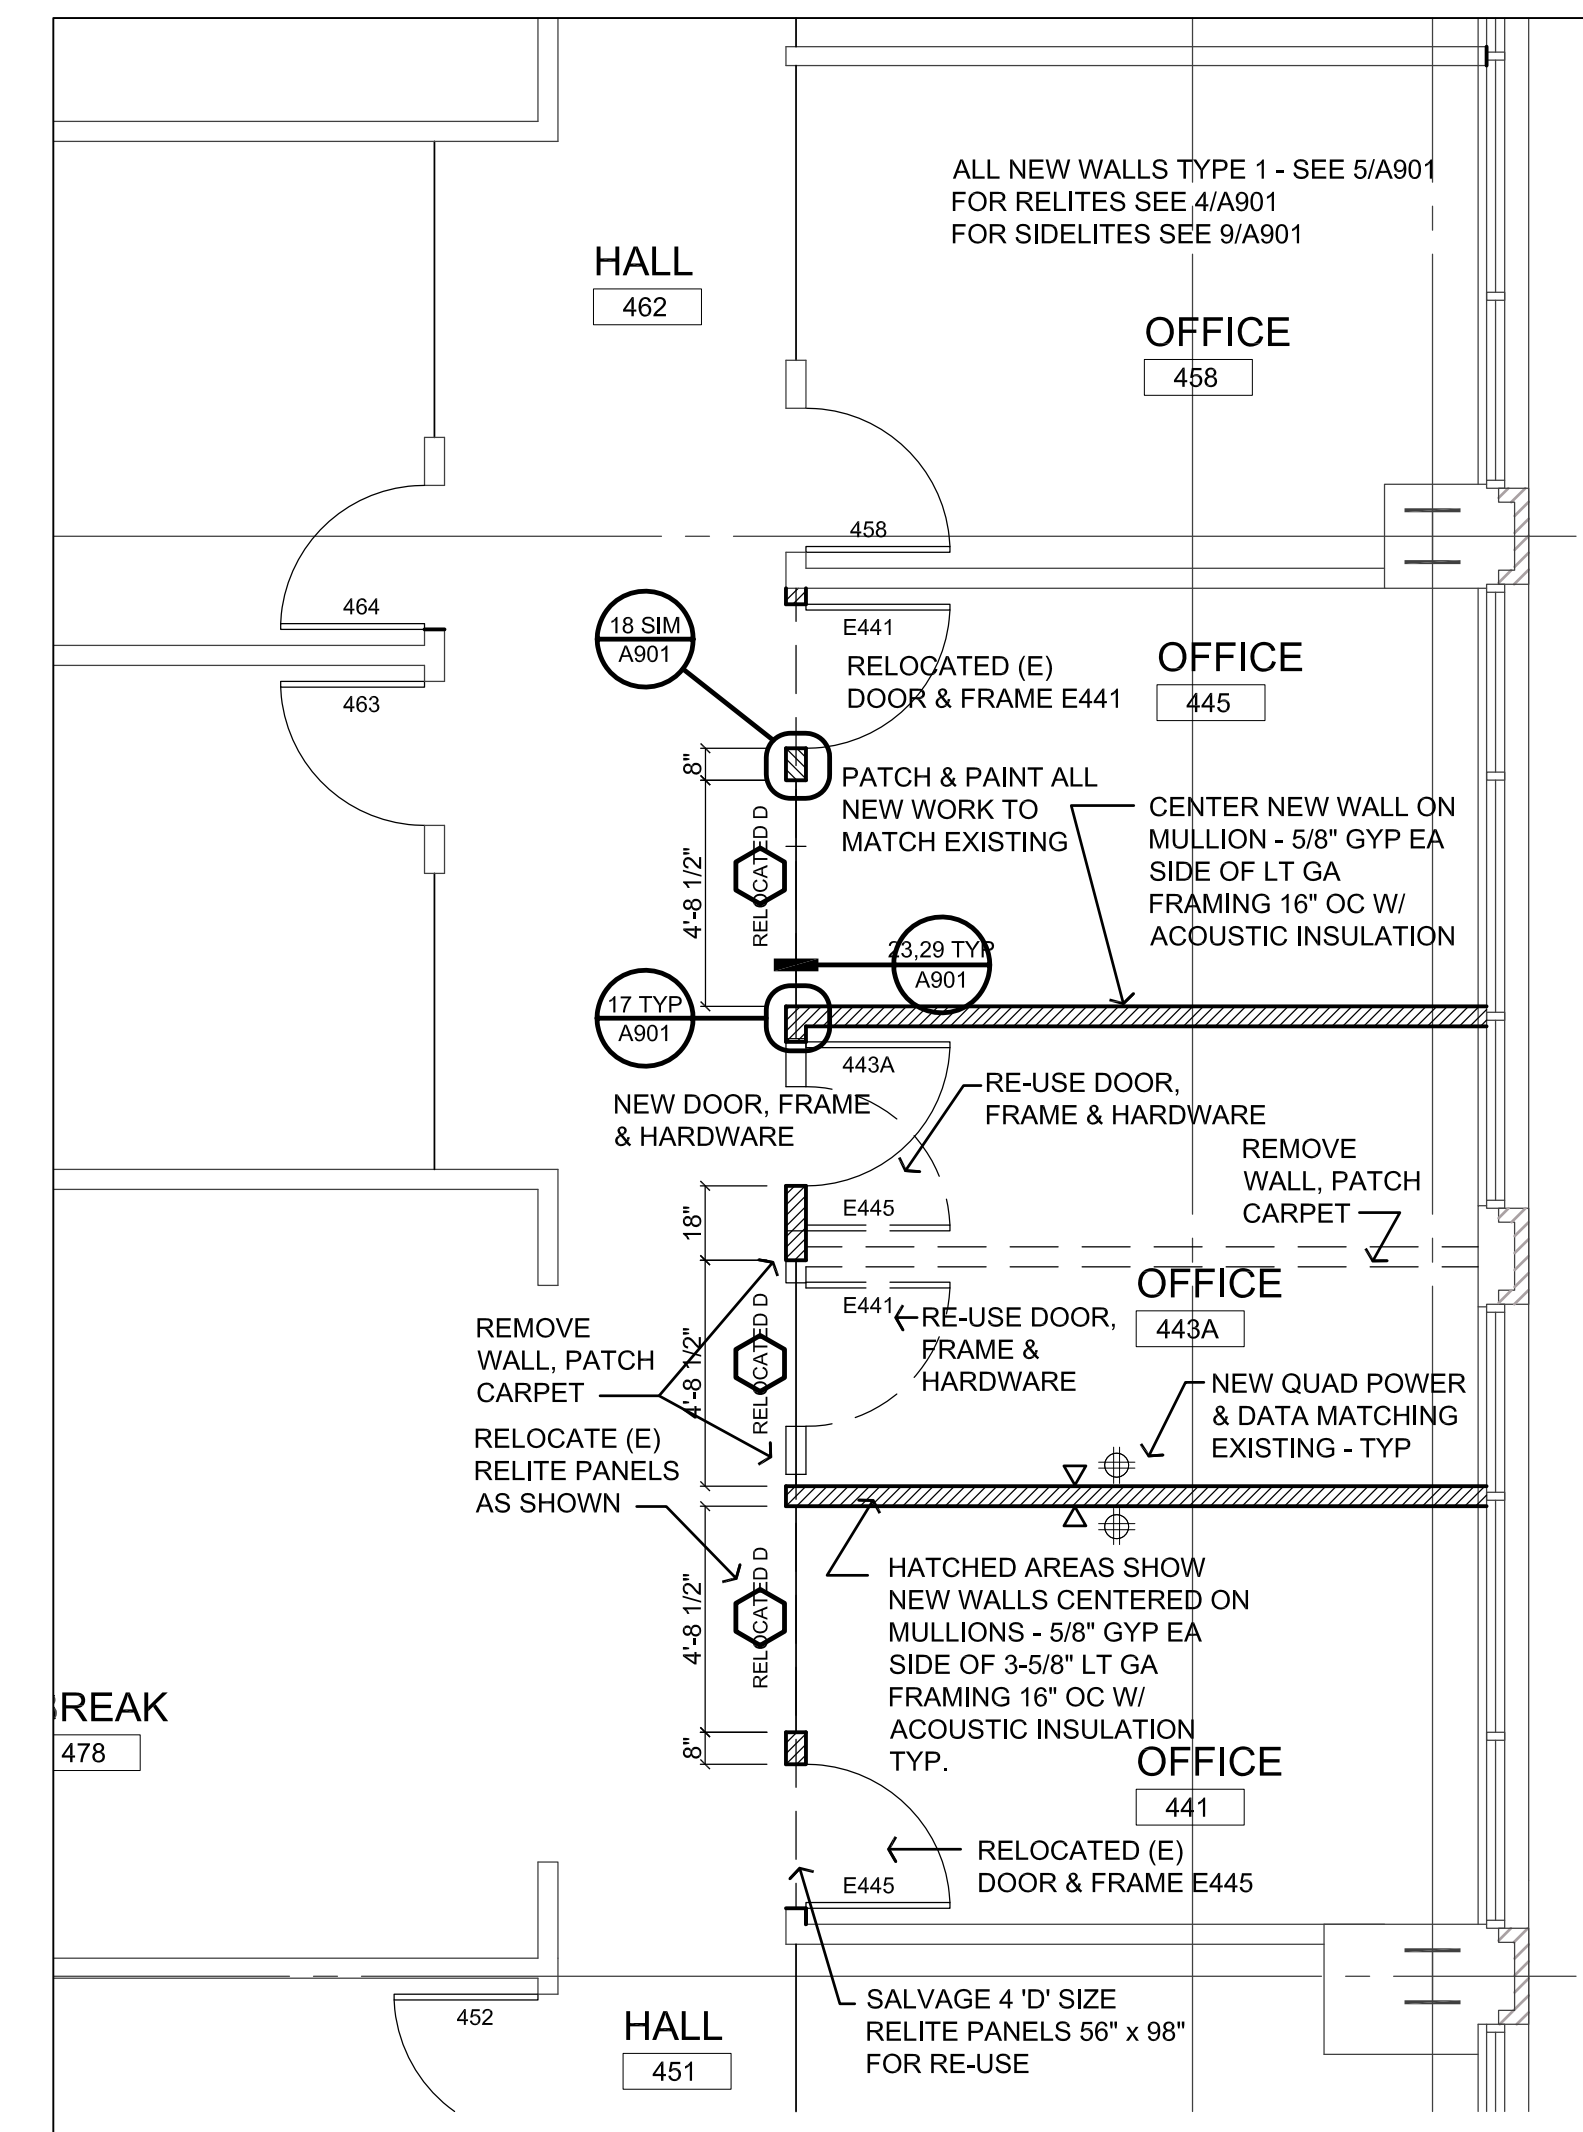 ALL NEW WALLS TYPE 1 - SEE 5/A901
FOR RELITES SEE 4/A901
FOR SIDELITES SEE 9/A901
HALL
462
OFFICE
458
458
464
463
18 SIM
A901
E441
RELOCATED (E)
DOOR & FRAME E441
OFFICE
445
8"
4'-8 1/2"
RELOCATED D
PATCH & PAINT ALL
NEW WORK TO
MATCH EXISTING
CENTER NEW WALL ON
MULLION - 5/8" GYP EA
SIDE OF LT GA
FRAMING 16" OC W/
ACOUSTIC INSULATION
23,29 TYP
A901
17 TYP
A901
443A
NEW DOOR, FRAME
& HARDWARE
RE-USE DOOR,
FRAME & HARDWARE
REMOVE
WALL, PATCH
CARPET
18"
E445
OFFICE
443A
E441
RE-USE DOOR,
FRAME &
HARDWARE
4'-8 1/2"
RELOCATED D
REMOVE
WALL, PATCH
CARPET
RELOCATE (E)
RELITE PANELS
AS SHOWN
NEW QUAD POWER
& DATA MATCHING
EXISTING - TYP
4'-8 1/2"
RELOCATED D
HATCHED AREAS SHOW
NEW WALLS CENTERED ON
MULLIONS - 5/8" GYP EA
SIDE OF 3-5/8" LT GA
FRAMING 16" OC W/
ACOUSTIC INSULATION
TYP.
BREAK
478
8"
OFFICE
441
RELOCATED (E)
DOOR & FRAME E445
E445
SALVAGE 4 'D' SIZE
RELITE PANELS 56" x 98"
FOR RE-USE
452
HALL
451